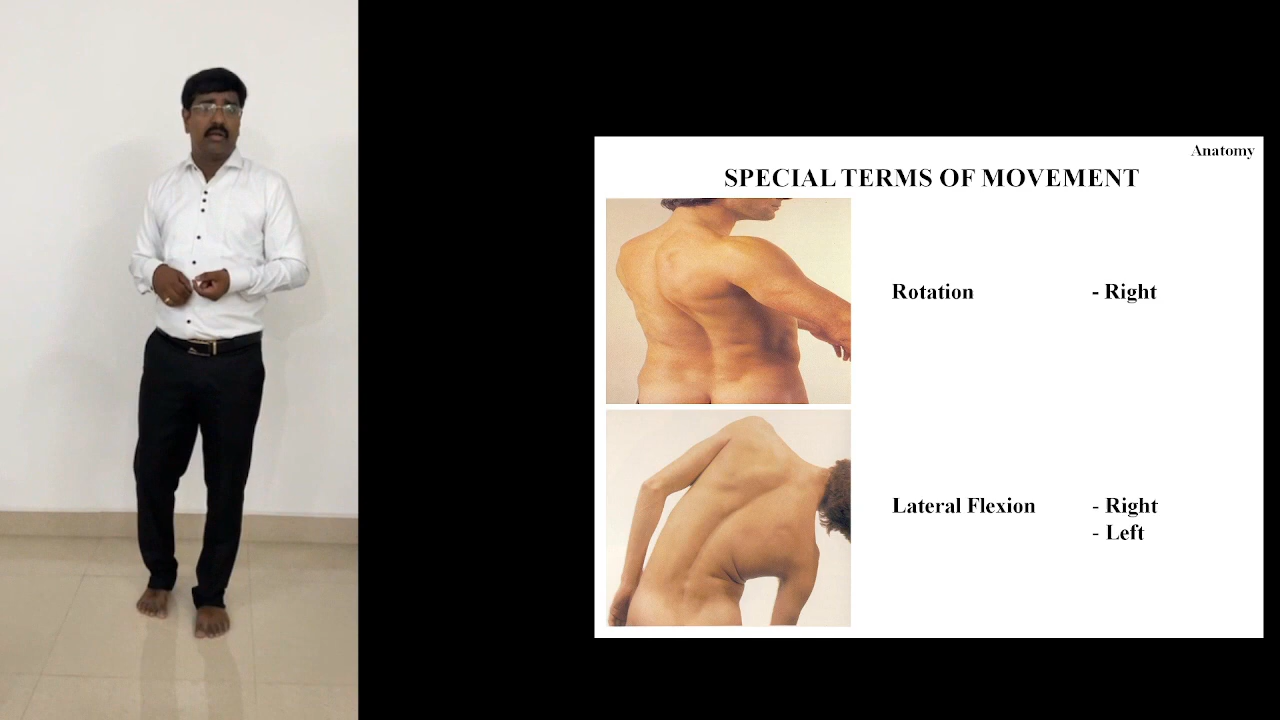 Anatomy
SPECIAL TERMS OF MOVEMENT
Rotation - Right
Lateral Flexion - Right
- Left